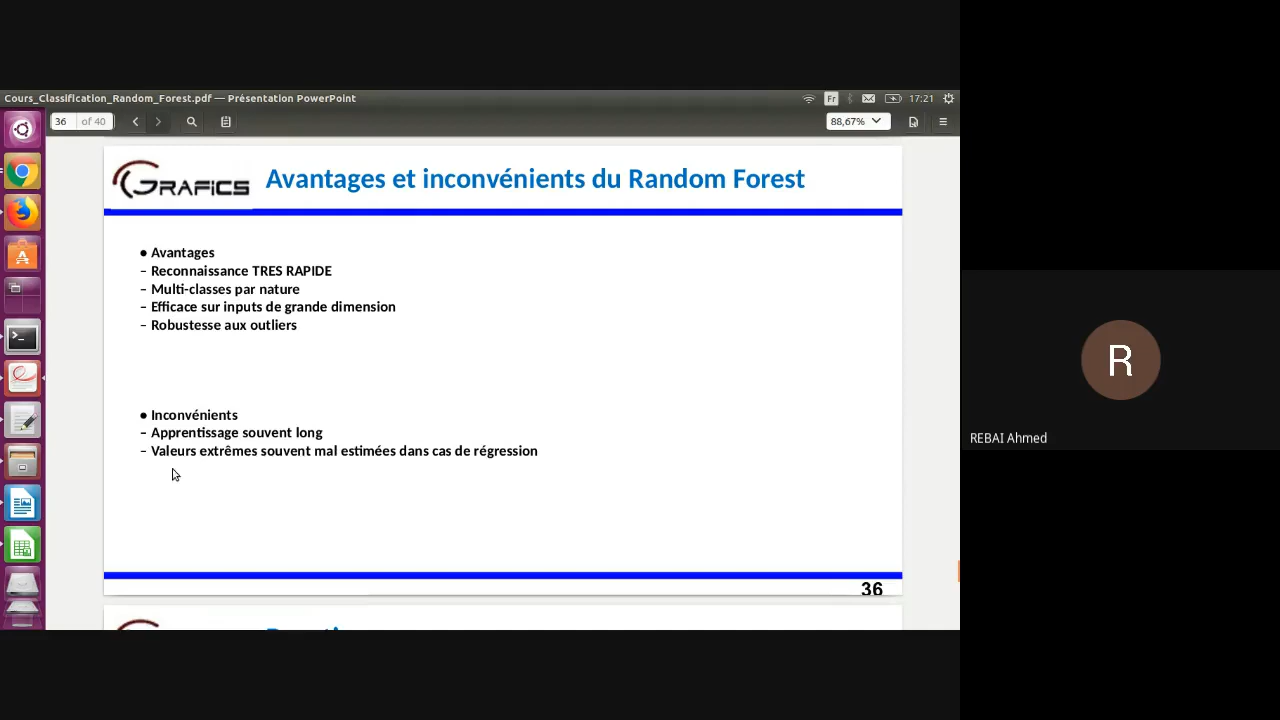 Cours_Classification_Random_Forest.pdf — Présentation PowerPoint
Fr
17:21
36 of 40
88,67%
GRAFICS
Avantages et inconvénients du Random Forest
● Avantages
– Reconnaissance TRES RAPIDE
– Multi-classes par nature
– Efficace sur inputs de grande dimension
– Robustesse aux outliers
● Inconvénients
– Apprentissage souvent long
– Valeurs extrêmes souvent mal estimées dans cas de régression
36
R
REBAI Ahmed